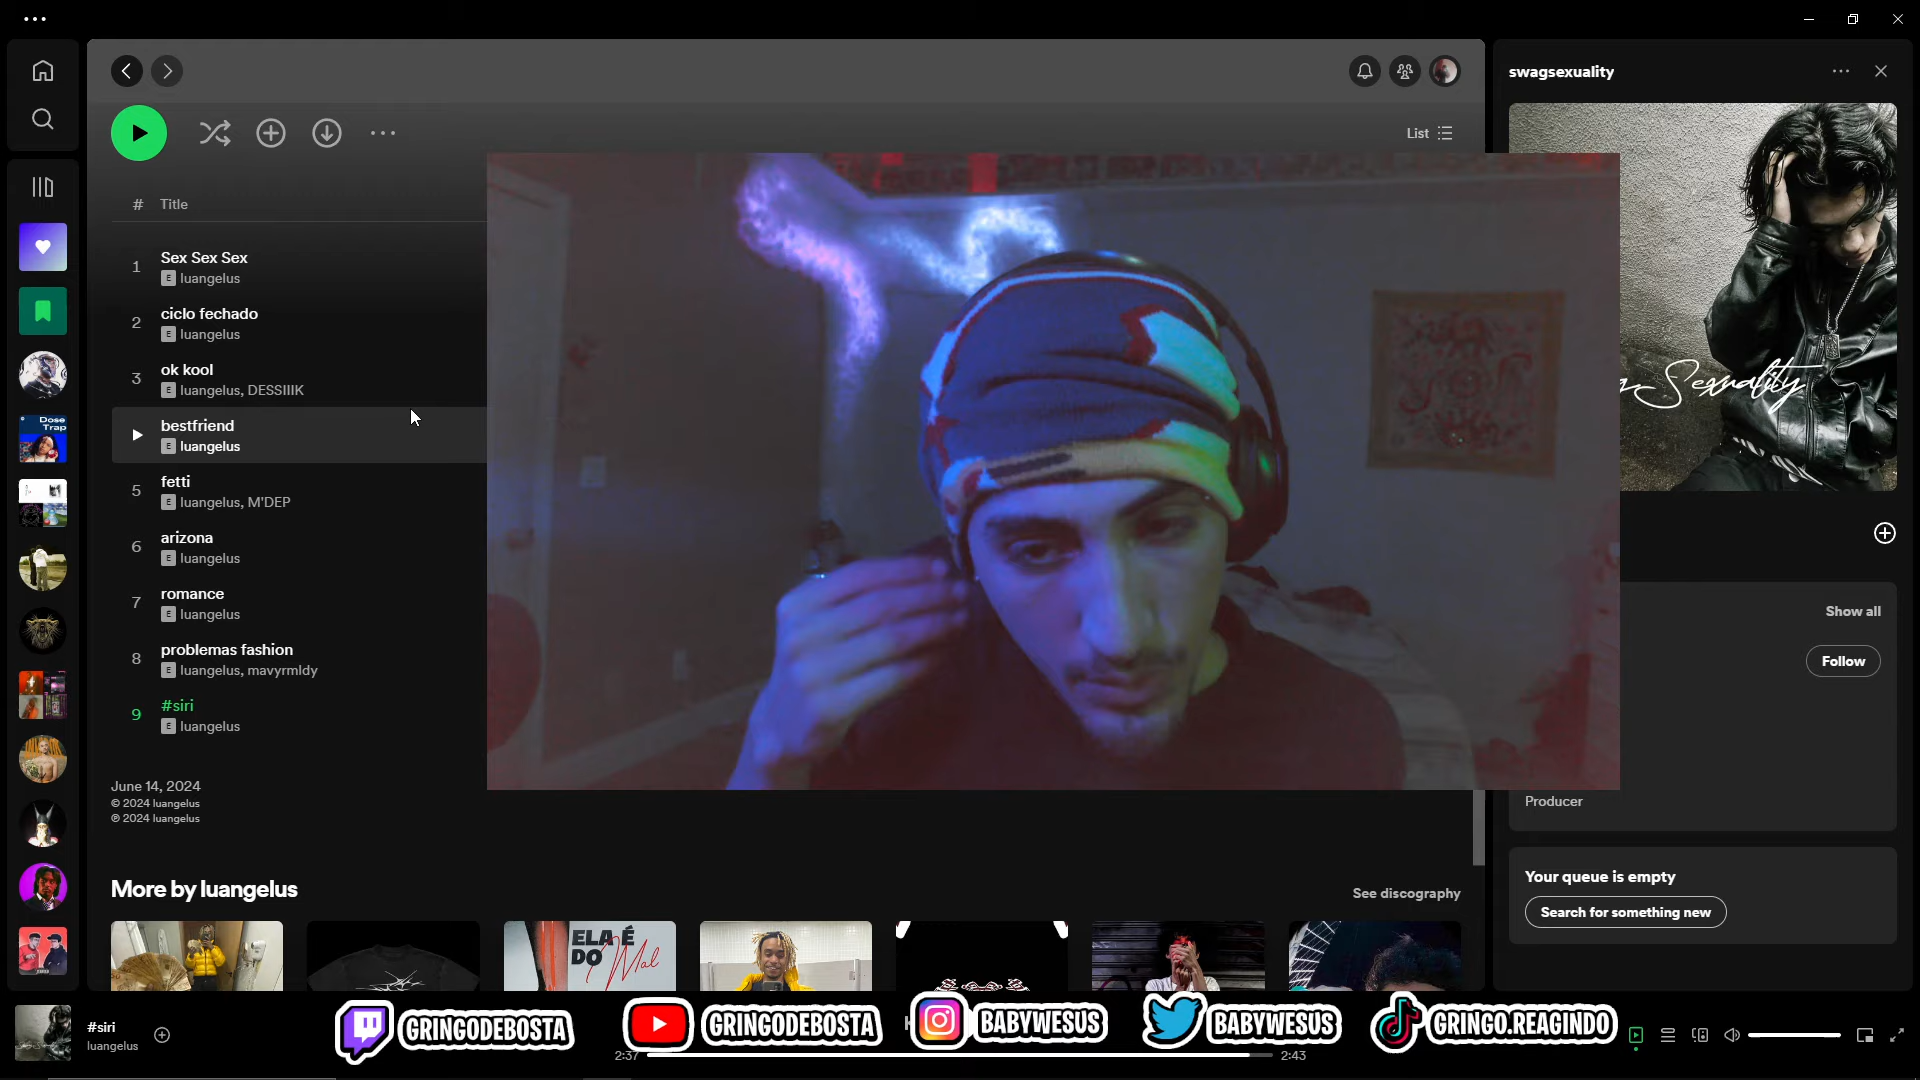 swagsexuality
List
# Title
1 Sex Sex Sex
E luangelus
2 ciclo fechado
E luangelus
3 ok kool
E luangelus, DESSIIIK
bestfriend
E luangelus
5 fetti
E luangelus, M'DEP
6 arizona
E luangelus
7 romance
E luangelus
8 problemas fashion
E luangelus, mavyrmldy
9 #siri
E luangelus
June 14, 2024
© 2024 luangelus
℗ 2024 luangelus
More by luangelus
See discography
ELA É
DO
Mal
Dose
Trap
Sexuality
Show all
Follow
Producer
Your queue is empty
Search for something new
#siri
luangelus
GRINGODEBOSTA
GRINGODEBOSTA
BABYWESUS
BABYWESUS
GRINGO.REAGINDO
2:37
2:43